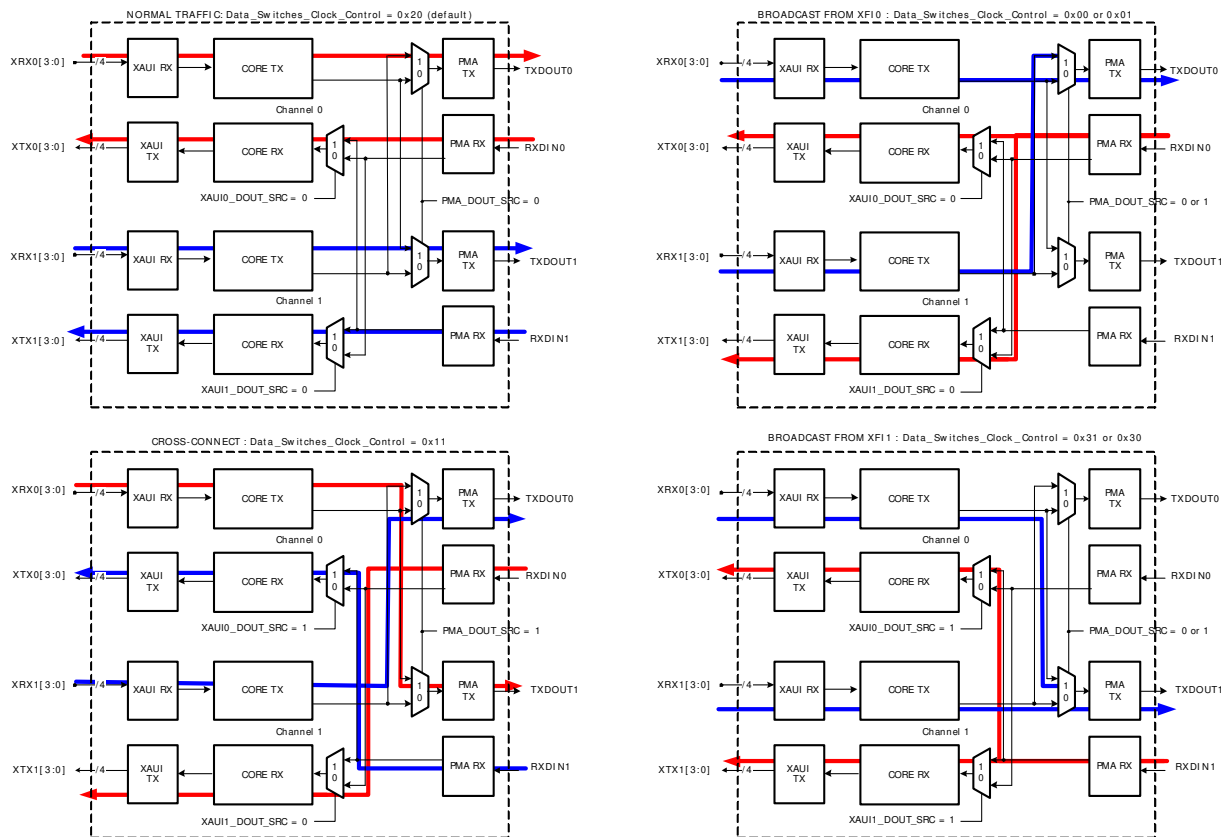 NORMAL TRAFFIC: Data_Switches_Clock_Control = 0x20 (default)
XRX0[3:0]
/4
XAUI RX
CORE TX
1
0
PMA
TX
TXDOUT0
Channel 0
XTX0[3:0]
/4
XAUI
TX
CORE RX
1
0
PMA RX
RXDIN0
XAUI0_DOUT_SRC = 0
PMA_DOUT_SRC = 0
XRX1[3:0]
/4
XAUI RX
CORE TX
1
0
PMA
TX
TXDOUT1
Channel 1
XTX1[3:0]
/4
XAUI
TX
CORE RX
1
0
PMA RX
RXDIN1
XAUI1_DOUT_SRC = 0
BROADCAST FROM XFI0 : Data_Switches_Clock_Control = 0x00 or 0x01
XRX0[3:0]
/4
XAUI RX
CORE TX
1
0
PMA
TX
TXDOUT0
Channel 0
XTX0[3:0]
/4
XAUI
TX
CORE RX
1
0
PMA RX
RXDIN0
XAUI0_DOUT_SRC = 0
PMA_DOUT_SRC = 0 or 1
XRX1[3:0]
/4
XAUI RX
CORE TX
1
0
PMA
TX
TXDOUT1
Channel 1
XTX1[3:0]
/4
XAUI
TX
CORE RX
1
0
PMA RX
RXDIN1
XAUI1_DOUT_SRC = 0
CROSS-CONNECT : Data_Switches_Clock_Control = 0x11
XRX0[3:0]
/4
XAUI RX
CORE TX
1
0
PMA
TX
TXDOUT0
Channel 0
XTX0[3:0]
/4
XAUI
TX
CORE RX
1
0
PMA RX
RXDIN0
XAUI0_DOUT_SRC = 1
PMA_DOUT_SRC = 1
XRX1[3:0]
/4
XAUI RX
CORE TX
1
0
PMA
TX
TXDOUT1
Channel 1
XTX1[3:0]
/4
XAUI
TX
CORE RX
1
0
PMA RX
RXDIN1
XAUI1_DOUT_SRC = 0
BROADCAST FROM XFI1 : Data_Switches_Clock_Control = 0x31 or 0x30
XRX0[3:0]
/4
XAUI RX
CORE TX
1
0
PMA
TX
TXDOUT0
Channel 0
XTX0[3:0]
/4
XAUI
TX
CORE RX
1
0
PMA RX
RXDIN0
XAUI0_DOUT_SRC = 1
PMA_DOUT_SRC = 0 or 1
XRX1[3:0]
/4
XAUI RX
CORE TX
1
0
PMA
TX
TXDOUT1
Channel 1
XTX1[3:0]
/4
XAUI
TX
CORE RX
1
0
PMA RX
RXDIN1
XAUI1_DOUT_SRC = 1